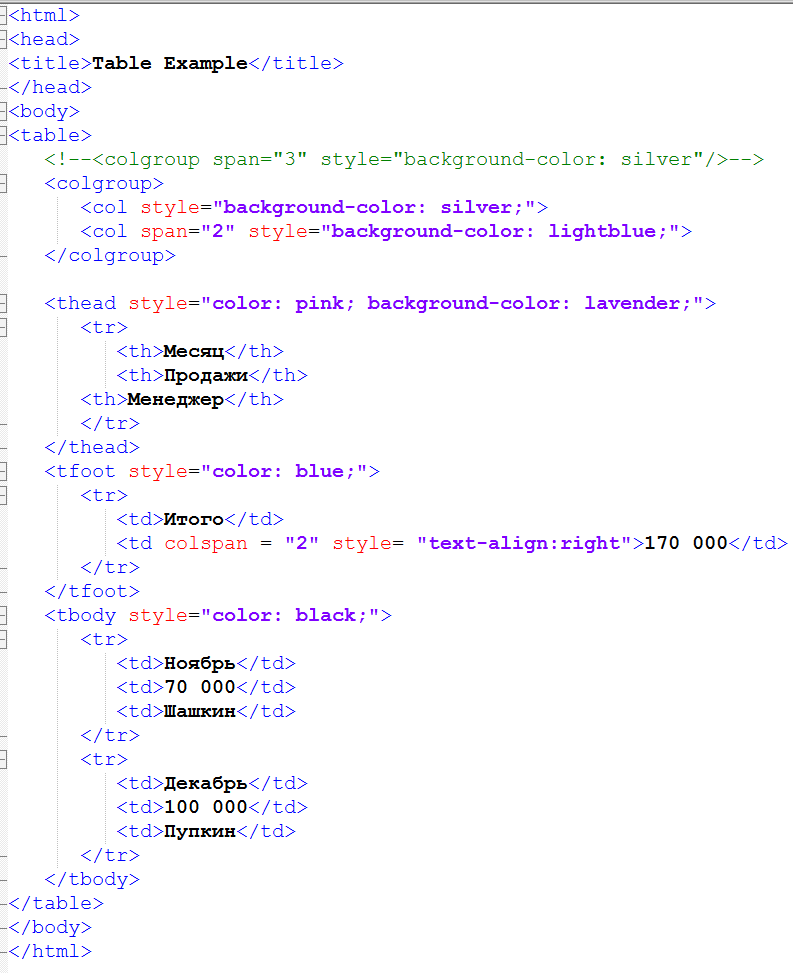 <html>
<head>
<title>Table Example</title>
</head>
<body>
<table>
<!--<colgroup span="3" style="background-color: silver"/>-->
<colgroup>
<col style="background-color: silver;">
<col span="2" style="background-color: lightblue;">
</colgroup>
<thead style="color: pink; background-color: lavender;">
<tr>
<th>Месяц</th>
<th>Продажи</th>
<th>Менеджер</th>
</tr>
</thead>
<tfoot style="color: blue;">
<tr>
<td>Итого</td>
<td colspan = "2" style= "text-align:right">170 000</td>
</tr>
</tfoot>
<tbody style="color: black;">
<tr>
<td>Ноябрь</td>
<td>70 000</td>
<td>Шашкин</td>
</tr>
<tr>
<td>Декабрь</td>
<td>100 000</td>
<td>Пупкин</td>
</tr>
</tbody>
</table>
</body>
</html>